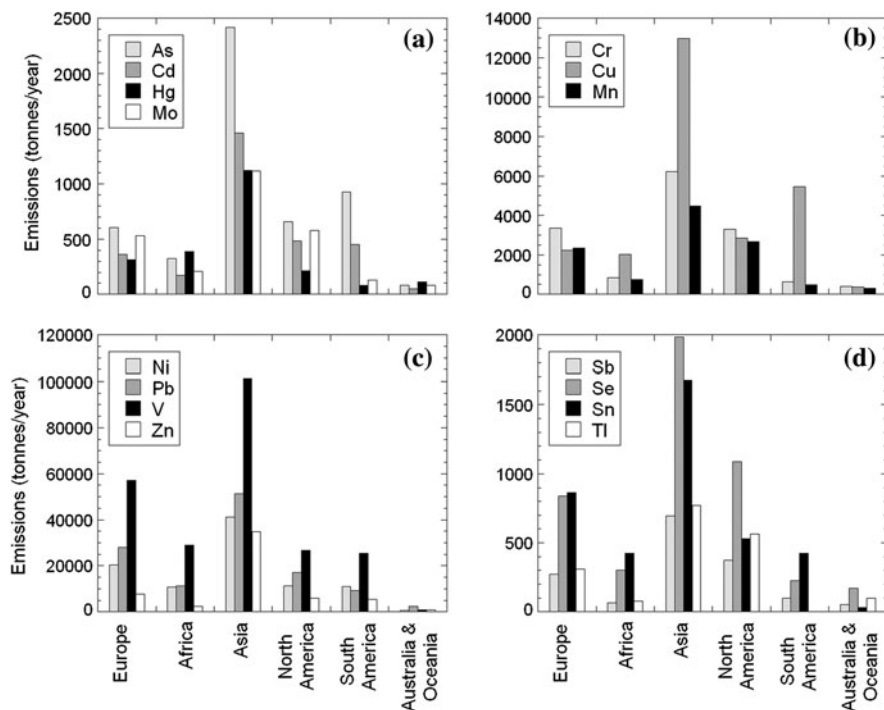 (a)
As
Cd
Hg
Mo
Emissions (tonnes/year)
2500
2000
1500
1000
500
0
(b)
Cr
Cu
Mn
14000
12000
10000
8000
6000
4000
2000
0
(c)
Ni
Pb
V
Zn
Emissions (tonnes/year)
120000
100000
80000
60000
40000
20000
0
Europe
Africa
Asia
North
America
South
America
Australia &
Oceania
(d)
Sb
Se
Sn
Tl
2000
1500
1000
500
0
Europe
Africa
Asia
North
America
South
America
Australia &
Oceania